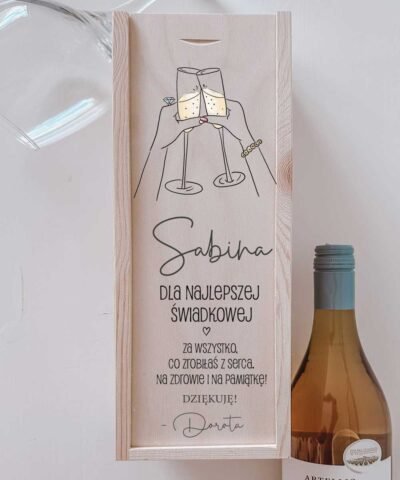 Sabina
DLA NAJLEPSZEJ
ŚWIADKOWEJ
ZA WSZYSTKO,
CO ZROBIŁAŚ Z SERCA.
NA ZDROWIE I NA PAMIĄTKĘ!
DZIĘKUJĘ!
- Dorota